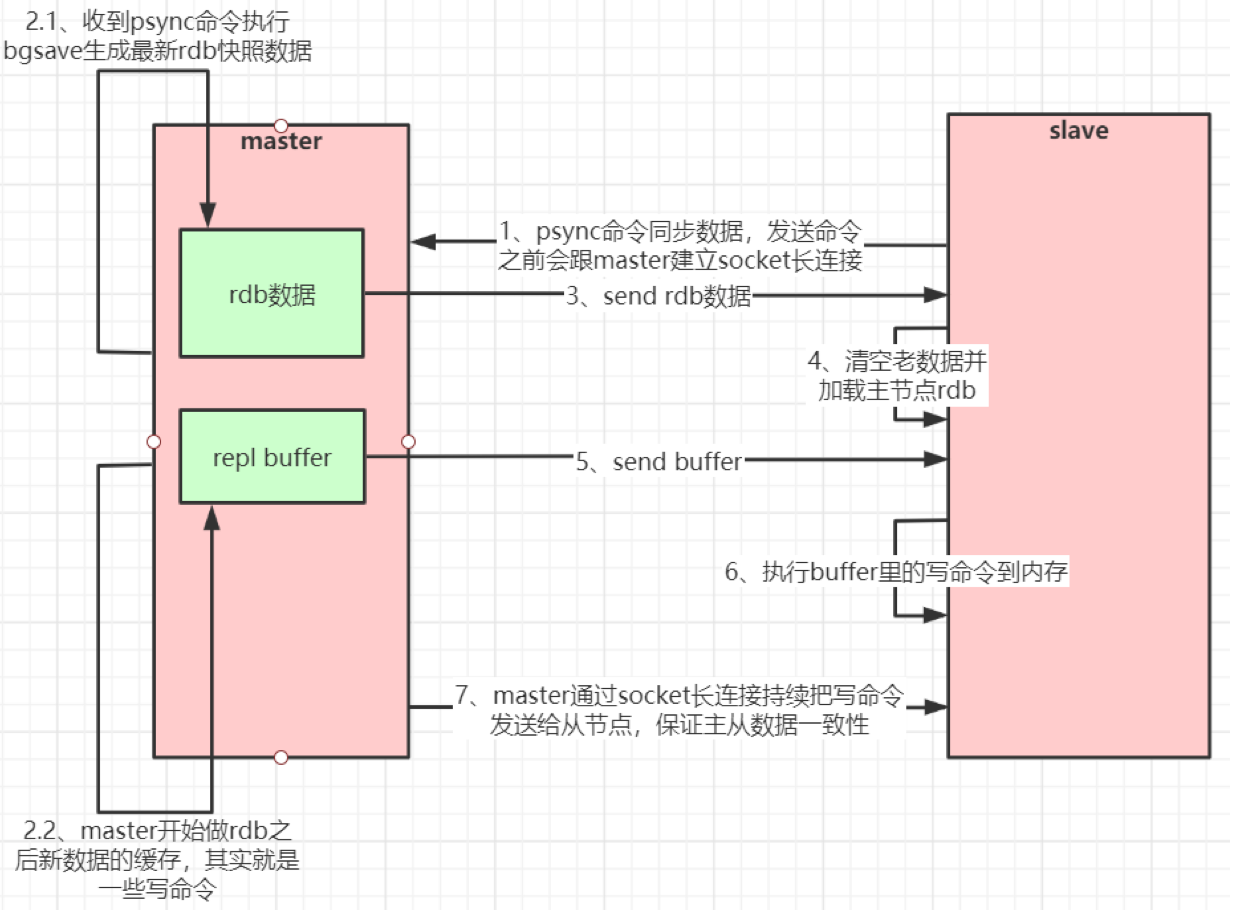 2.1、收到psync命令执行
bgsave生成最新rdb快照数据
master
slave
1、psync命令同步数据，发送命令
之前会跟master建立socket长连接
rdb数据
3、send rdb数据
4、清空老数据并
加载主节点rdb
repl buffer
5、send buffer
6、执行buffer里的写命令到内存
7、master通过socket长连接持续把写命令
发送给从节点，保证主从数据一致性
2.2、master开始做rdb之
后新数据的缓存，其实就是
一些写命令